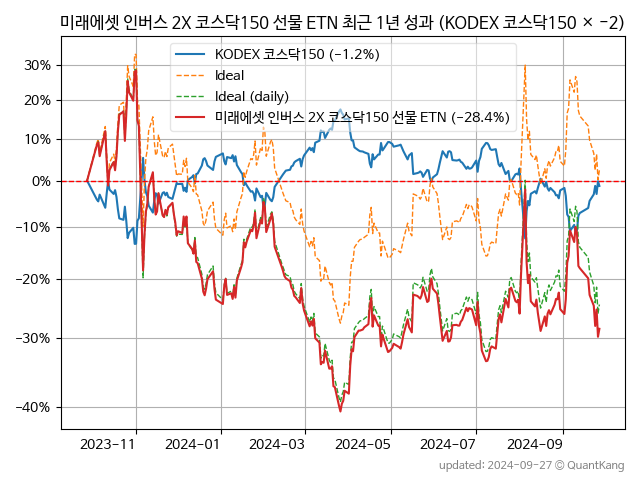 미래에셋 인버스 2X 코스닥150 선물 ETN 최근 1년 성과 (KODEX 코스닥150 × −2)
KODEX 코스닥150 (−1.2%)
Ideal
Ideal (daily)
미래에셋 인버스 2X 코스닥150 선물 ETN (−28.4%)
30%
20%
10%
0%
−10%
−20%
−30%
−40%
2023-11 2024-01 2024-03 2024-05 2024-07 2024-09
updated: 2024-09-27 © QuantKang